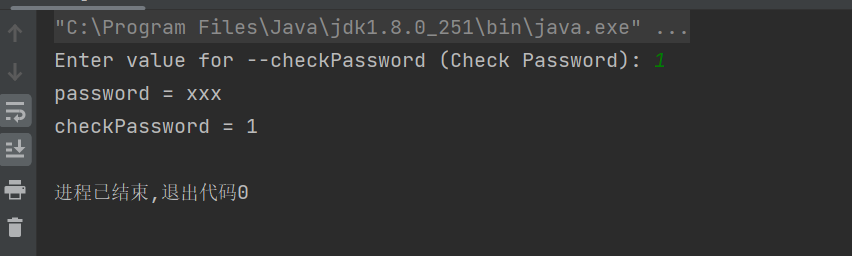 "C:\Program Files\Java\jdk1.8.0_251\bin\java.exe" ...
Enter value for --checkPassword (Check Password): 1
password = xxx
checkPassword = 1
进程已结束,退出代码0